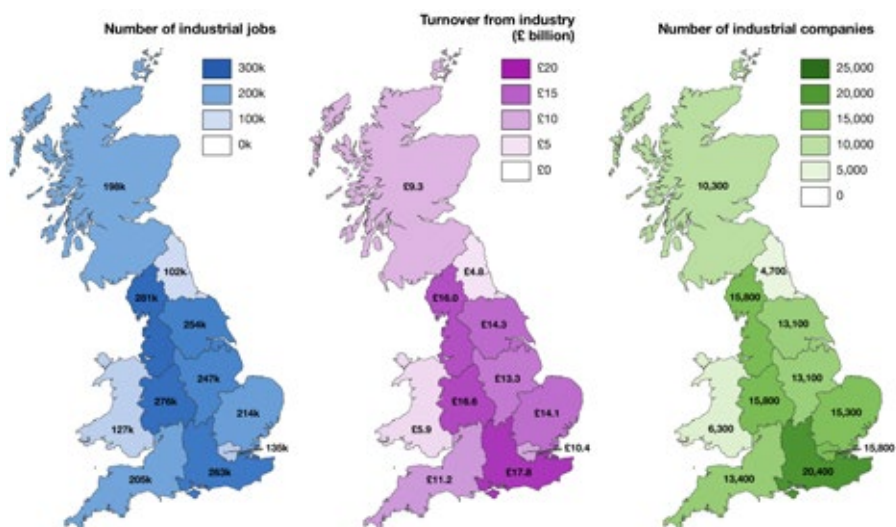 Number of industrial jobs
300k
200k
100k
0k
198k
102k
281k
254k
247k
276k
214k
127k
135k
205k
263k
Turnover from industry
(£ billion)
£20
£15
£10
£5
£0
£9.3
£4.8
£16.0
£14.3
£13.3
£16.6
£14.1
£5.9
£10.4
£11.2
£17.8
Number of industrial companies
25,000
20,000
15,000
10,000
5,000
0
10,300
4,700
15,800
13,100
13,100
15,800
15,300
6,300
15,800
13,400
20,400